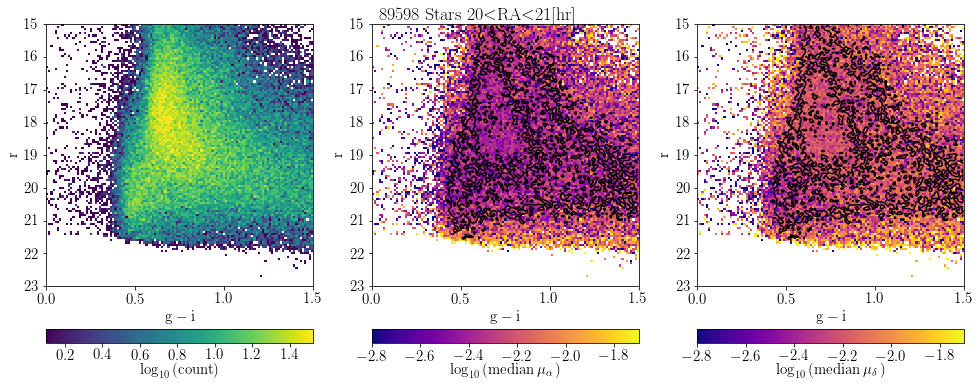 89598 Stars 20<RA<21[hr]
15 16 17 18 19 20 21 22 23
r
0.0 0.5 1.0 1.5
g − i
0.2 0.4 0.6 0.8 1.0 1.2 1.4
log₁₀(count)
15 16 17 18 19 20 21 22 23
r
0.0 0.5 1.0 1.5
g − i
−2.8 −2.6 −2.4 −2.2 −2.0 −1.8
log₁₀(median μα)
15 16 17 18 19 20 21 22 23
r
0.0 0.5 1.0 1.5
g − i
−2.8 −2.6 −2.4 −2.2 −2.0 −1.8
log₁₀(median μδ)